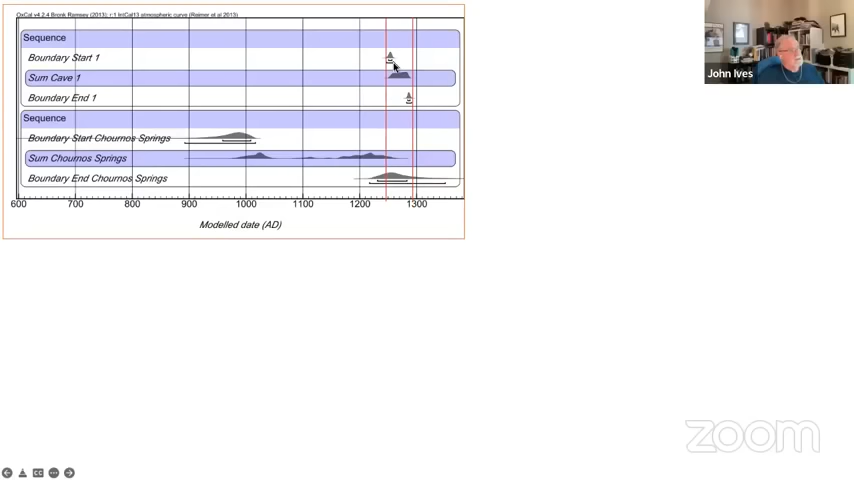 OxCal v4.2.4 Bronk Ramsey (2013); r:1 IntCal13 atmospheric curve (Reimer et al 2013)
Sequence
Boundary Start 1
Sum Cave 1
Boundary End 1
Sequence
Boundary Start Chournos Springs
Sum Chournos Springs
Boundary End Chournos Springs
600 700 800 900 1000 1100 1200 1300
Modelled date (AD)
John Ives
zoom
CC